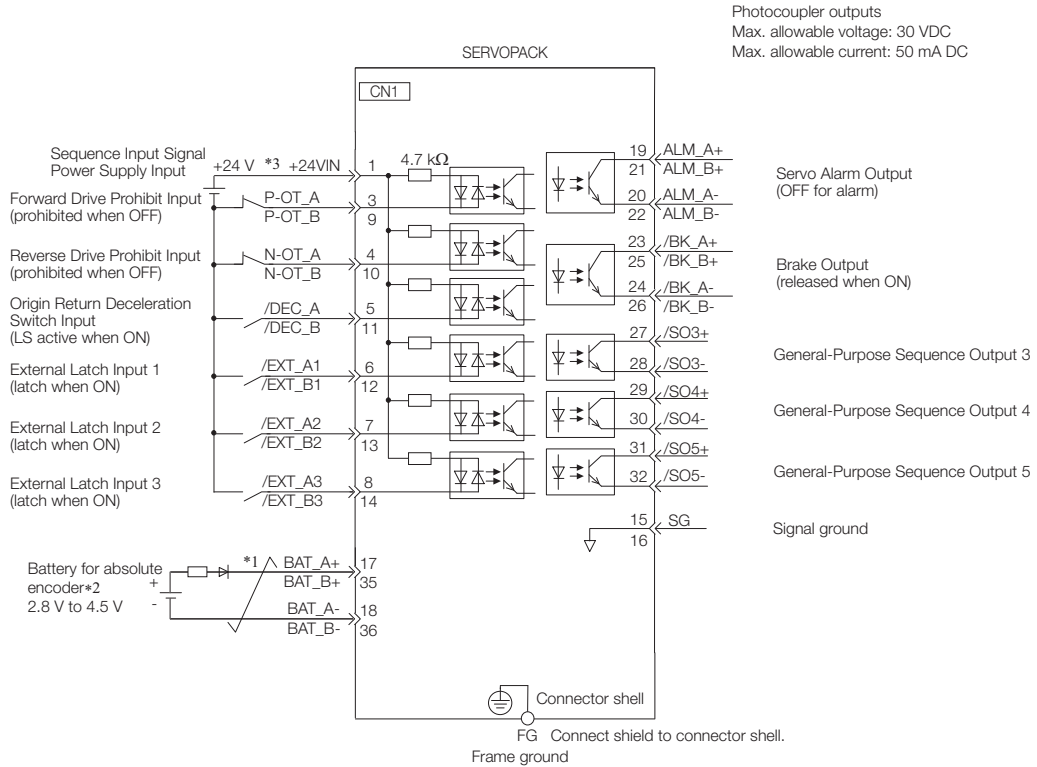 Photocoupler outputs
Max. allowable voltage: 30 VDC
Max. allowable current: 50 mA DC
SERVOPACK
CN1
Sequence Input Signal
Power Supply Input
+24 V *3 +24VIN 1 4.7 kΩ
Forward Drive Prohibit Input
(prohibited when OFF)
P-OT_A 3
P-OT_B 9
Reverse Drive Prohibit Input
(prohibited when OFF)
N-OT_A 4
N-OT_B 10
Origin Return Deceleration
Switch Input
(LS active when ON)
/DEC_A 5
/DEC_B 11
External Latch Input 1
(latch when ON)
/EXT_A1 6
/EXT_B1 12
External Latch Input 2
(latch when ON)
/EXT_A2 7
/EXT_B2 13
External Latch Input 3
(latch when ON)
/EXT_A3 8
/EXT_B3 14
Battery for absolute
encoder*2
2.8 V to 4.5 V
+
-
*1 BAT_A+ 17
BAT_B+ 35
BAT_A- 18
BAT_B- 36
19 ALM_A+
21 ALM_B+
20 ALM_A-
22 ALM_B-
Servo Alarm Output
(OFF for alarm)
23 /BK_A+
25 /BK_B+
24 /BK_A-
26 /BK_B-
Brake Output
(released when ON)
27 /SO3+
28 /SO3-
General-Purpose Sequence Output 3
29 /SO4+
30 /SO4-
General-Purpose Sequence Output 4
31 /SO5+
32 /SO5-
General-Purpose Sequence Output 5
15 SG
16
Signal ground
Connector shell
FG Connect shield to connector shell.
Frame ground